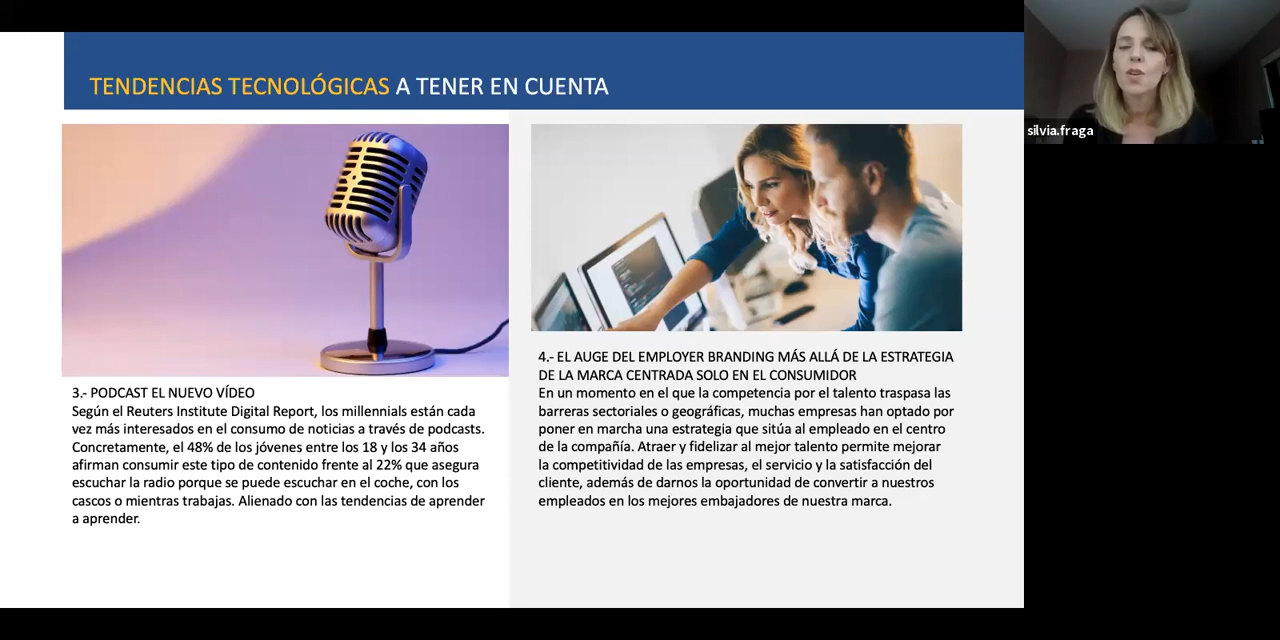 TENDENCIAS TECNOLÓGICAS A TENER EN CUENTA
silvia.fraga
3.- PODCAST EL NUEVO VÍDEO
Según el Reuters Institute Digital Report, los millennials están cada
vez más interesados en el consumo de noticias a través de podcasts.
Concretamente, el 48% de los jóvenes entre los 18 y los 34 años
afirman consumir este tipo de contenido frente al 22% que asegura
escuchar la radio porque se puede escuchar en el coche, con los
cascos o mientras trabajas. Alienado con las tendencias de aprender
a aprender.
4.- EL AUGE DEL EMPLOYER BRANDING MÁS ALLÁ DE LA ESTRATEGIA
DE LA MARCA CENTRADA SOLO EN EL CONSUMIDOR
En un momento en el que la competencia por el talento traspasa las
barreras sectoriales o geográficas, muchas empresas han optado por
poner en marcha una estrategia que sitúa al empleado en el centro
de la compañía. Atraer y fidelizar al mejor talento permite mejorar
la competitividad de las empresas, el servicio y la satisfacción del
cliente, además de darnos la oportunidad de convertir a nuestros
empleados en los mejores embajadores de nuestra marca.